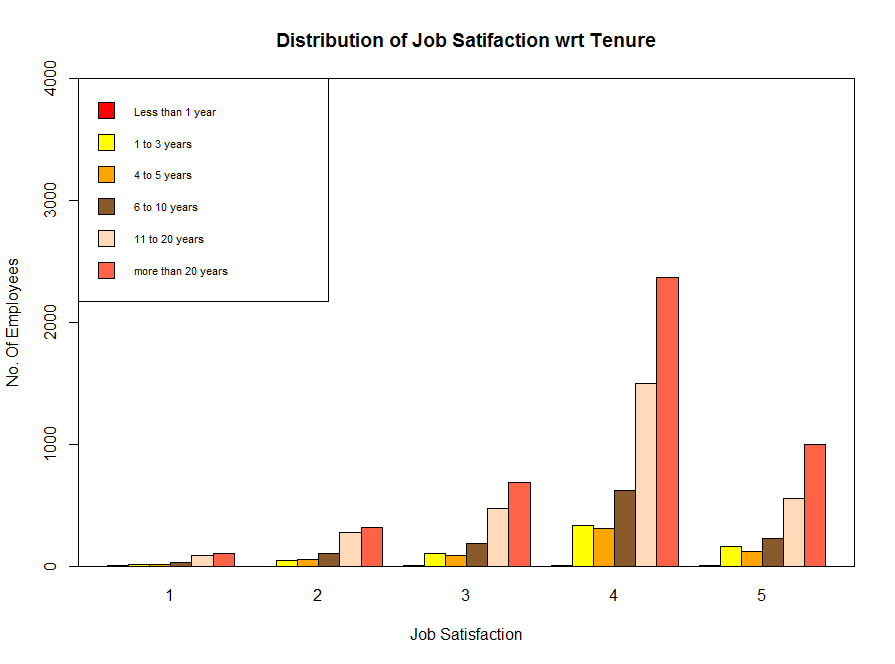 Distribution of Job Satifaction wrt Tenure
4000
3000
2000
1000
0
No. Of Employees
Less than 1 year
1 to 3 years
4 to 5 years
6 to 10 years
11 to 20 years
more than 20 years
1 2 3 4 5
Job Satisfaction